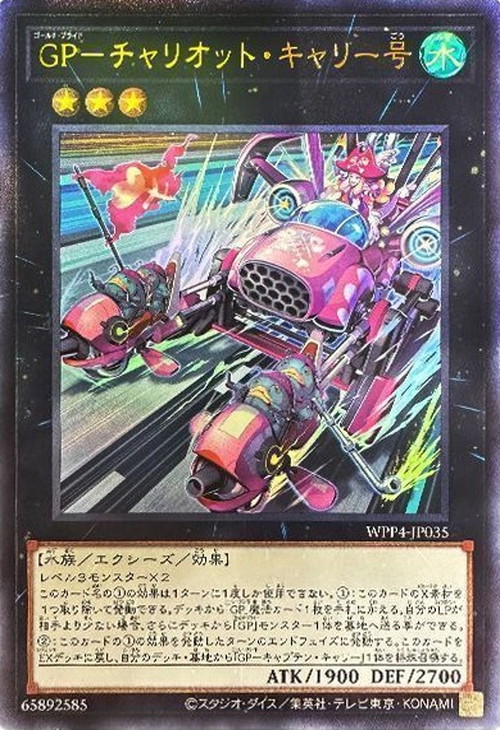 ゴールド・プライド
ごう
GP－チャリオット・キャリー号
水
WPP4-JP035
[水族／エクシーズ／効果]
レベル3モンスター×2
このカード名の①の効果は1ターンに1度しか使用できない。①：このカードのX素材を
1つ取り除いて発動できる。デッキから「GP」魔法カード1枚を手札に加える。自分のLPが
相手より少ない場合、さらにデッキから「GP」モンスター1体を墓地へ送る事ができる。
②：このカードの①の効果を発動したターンのエンドフェイズに発動する。このカードを
EXデッキに戻し、自分のデッキ・墓地から「GP－キャプテン・キャリー」1体を特殊召喚する。
ATK/1900 DEF/2700
65892585
©スタジオ・ダイス／集英社・テレビ東京・KONAMI